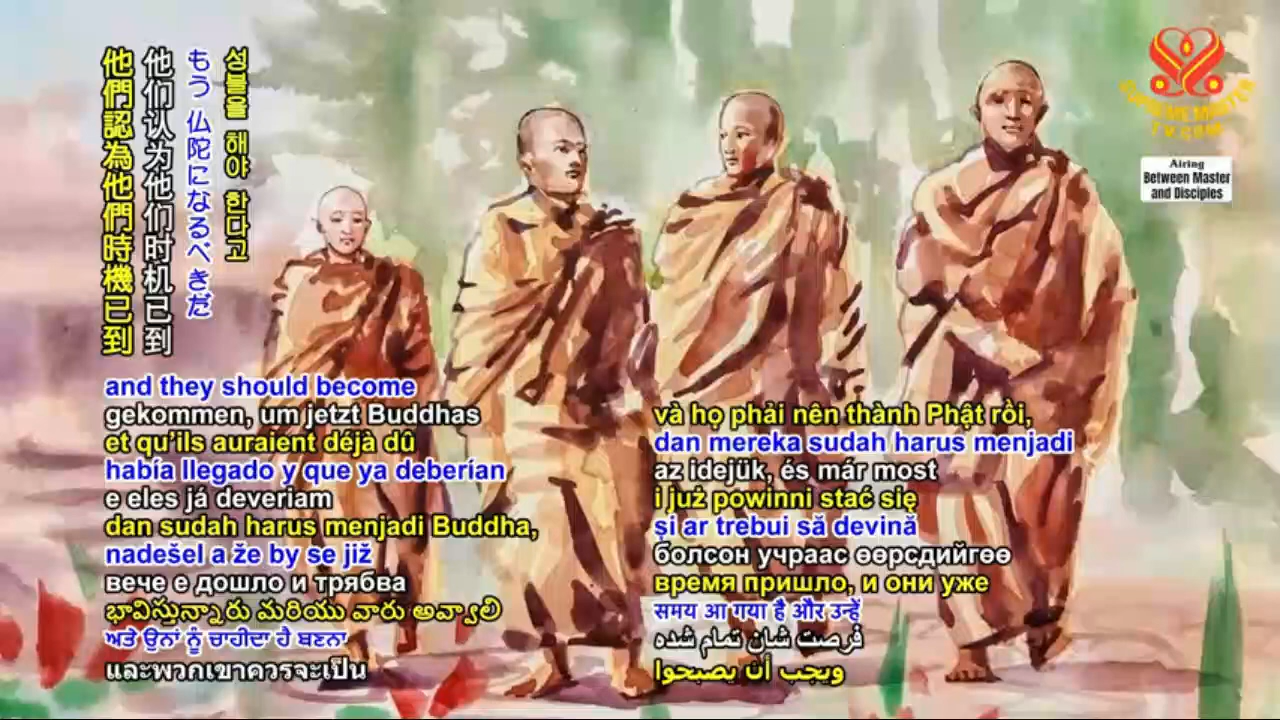 성불을 해야 한다고
もう 仏陀になるべきだ
他们认为他们时机已到
他們認為他們時機已到
SUPREME MASTER
TV.COM
Airing
Between Master
and Disciples
and they should become
gekommen, um jetzt Buddhas
et qu'ils auraient déjà dû
había llegado y que ya deberían
e eles já deveriam
dan sudah harus menjadi Buddha,
nadešel a že by se již
вече е дошло и трябва
భావిస్తున్నారు మరియు వారు అవ్వాలి
ਅਤੇ ਉਨਾਂ ਨੂੰ ਚਾਹੀਦਾ ਹੈ ਬਣਨਾ
และพวกเขาควรจะเป็น
và họ phải nên thành Phật rồi,
dan mereka sudah harus menjadi
az idejük, és már most
i już powinni stać się
și ar trebui să devină
болсон учраас өөрсдийгөө
время пришло, и они уже
समय आ गया है और उन्हें
فرصت شان تمام شده
ويجب أن يصبحوا